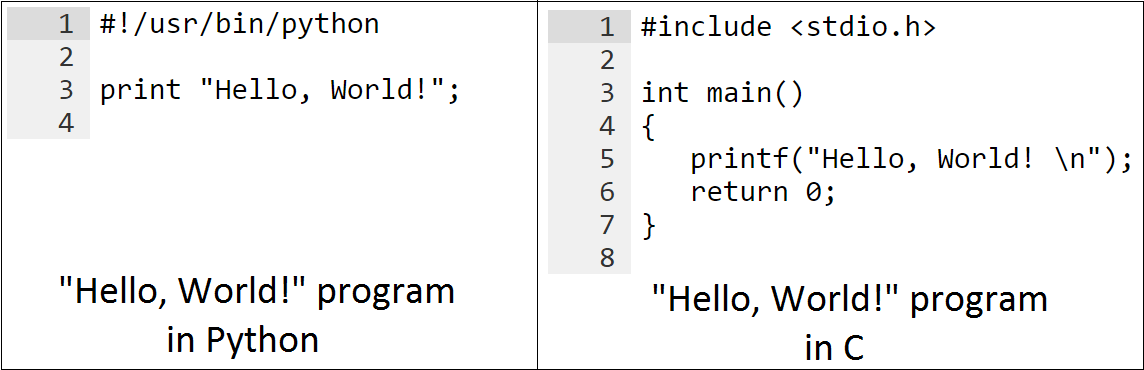 1 #!/usr/bin/python
2
3 print "Hello, World!";
4
"Hello, World!" program
in Python
1 #include <stdio.h>
2
3 int main()
4 {
5    printf("Hello, World! \n");
6    return 0;
7 }
8
"Hello, World!" program
in C